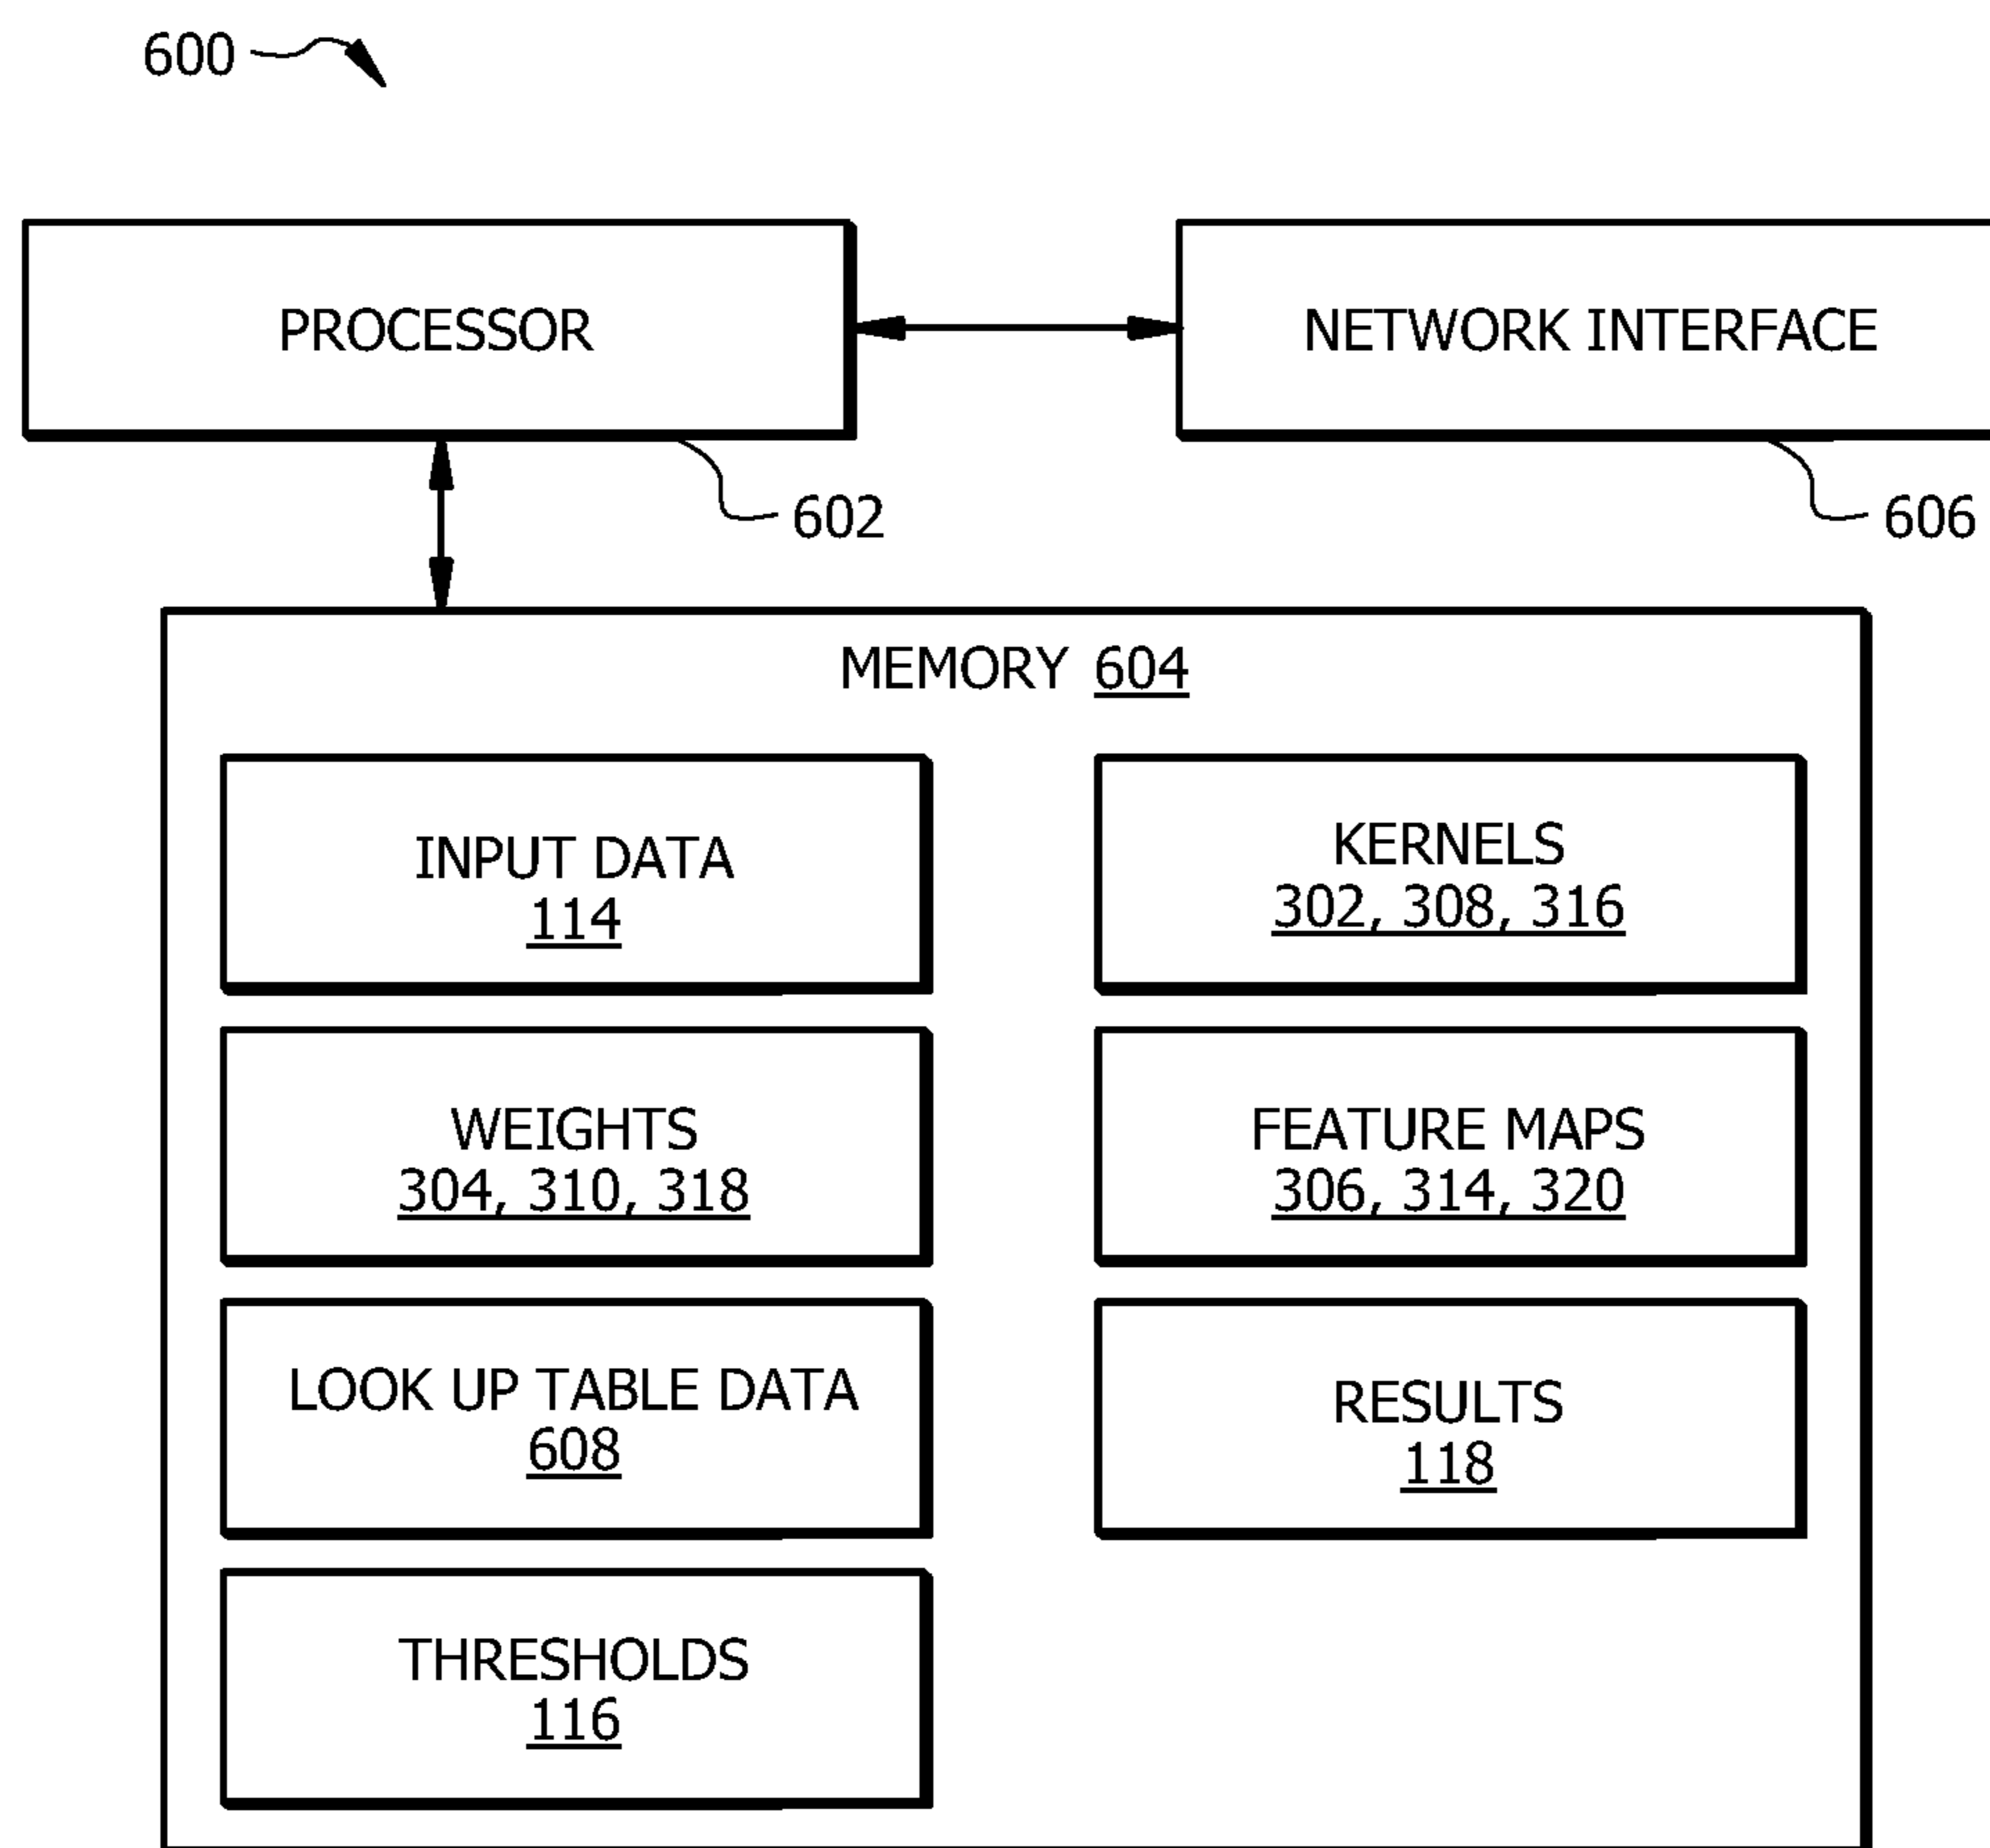 600
PROCESSOR
NETWORK INTERFACE
602
606
MEMORY 604
INPUT DATA
114
KERNELS
302, 308, 316
WEIGHTS
304, 310, 318
FEATURE MAPS
306, 314, 320
LOOK UP TABLE DATA
608
RESULTS
118
THRESHOLDS
116